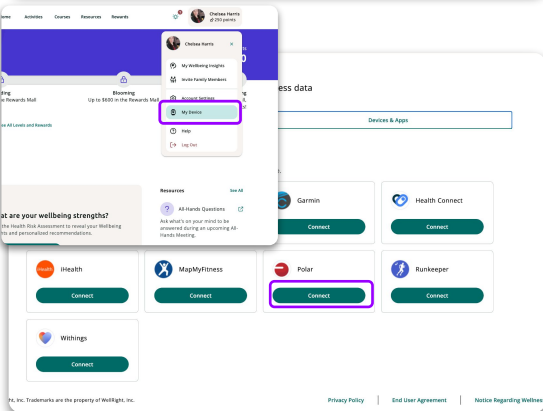 ome Activities Courses Resources Rewards
Chelsea Harris
250 points
Chelsea Harris ×
My Wellbeing Insights
Invite Family Members
Account Settings
My Device
Help
Log Out
ding
e Rewards Mall
Blooming
Up to $600 in the Rewards Mall
ee All Levels and Rewards
at are your wellbeing strengths?
the Health Risk Assessment to reveal your Wellbeing
hts and personalized recommendations.
Resources See All
All-Hands Questions
Ask what's on your mind to be
answered during an upcoming All-
Hands Meeting.
ess data
Devices & Apps
Garmin
Connect
Health Connect
Connect
iHealth
Connect
MapMyFitness
Connect
Polar
Connect
Runkeeper
Connect
Withings
Connect
ht, Inc. Trademarks are the property of WellRight, Inc.
Privacy Policy End User Agreement Notice Regarding Wellnes